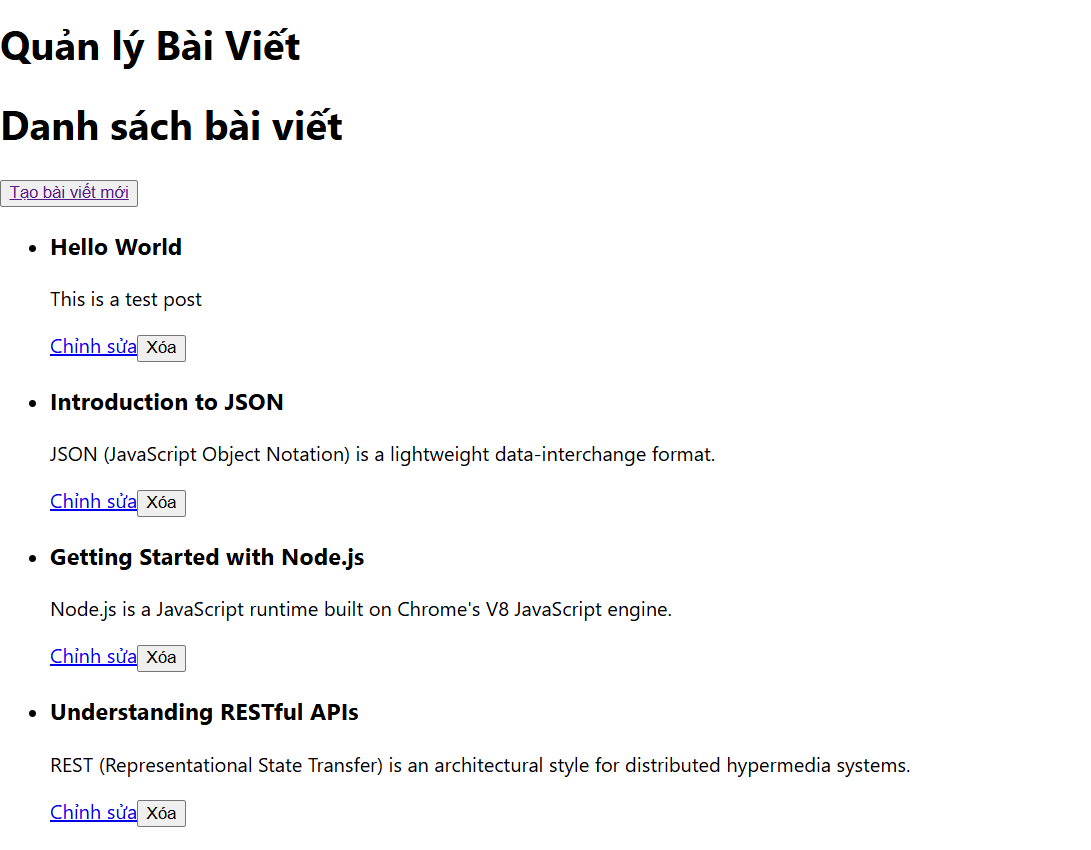 Quản lý Bài Viết
Danh sách bài viết
Tạo bài viết mới
Hello World
This is a test post
Chỉnh sửa Xóa
Introduction to JSON
JSON (JavaScript Object Notation) is a lightweight data-interchange format.
Chỉnh sửa Xóa
Getting Started with Node.js
Node.js is a JavaScript runtime built on Chrome's V8 JavaScript engine.
Chỉnh sửa Xóa
Understanding RESTful APIs
REST (Representational State Transfer) is an architectural style for distributed hypermedia systems.
Chỉnh sửa Xóa